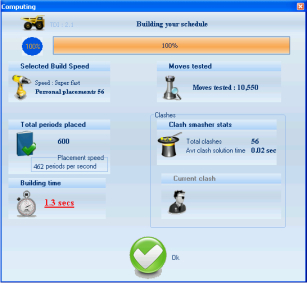 Computing
Building your schedule
100%
100%
Selected Build Speed
Speed : Super fast
Personal placements 56
Moves tested
Moves tested : 10,550
Total periods placed
600
Placement speed
462 periods per second
Building time
1.3 secs
Clashes
Clash smasher stats
Total clashes 56
Avr clash solution time 0.02 sec
Current clash
Ok